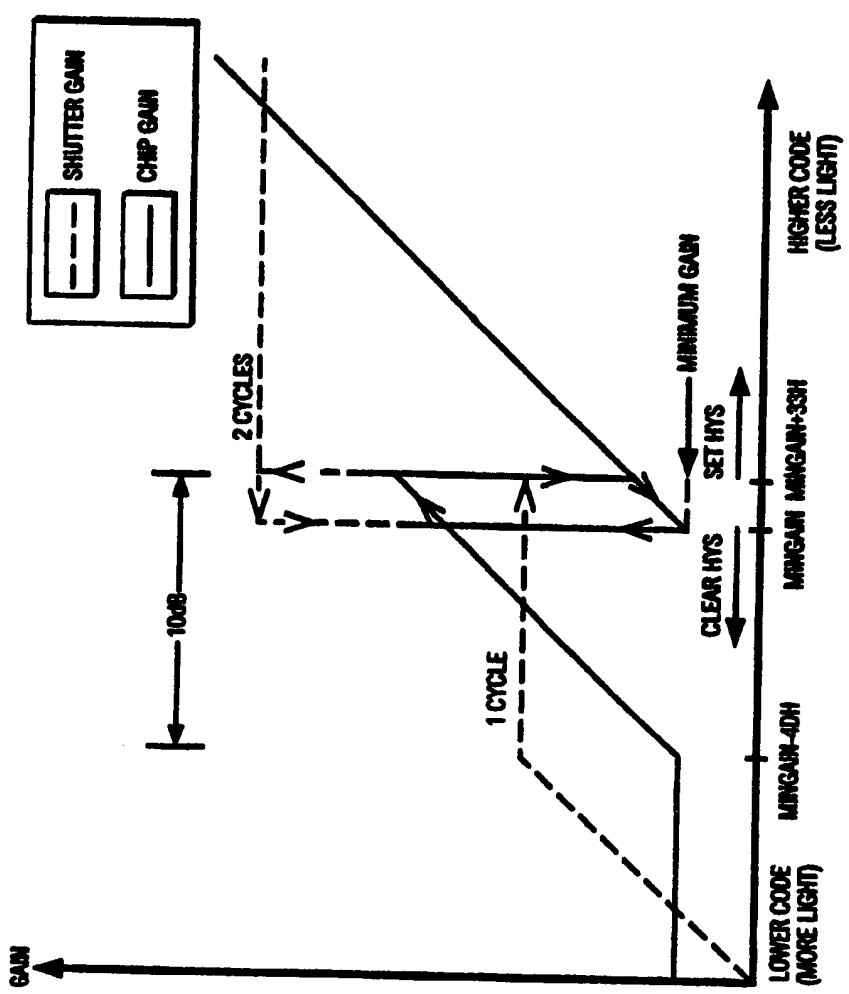 SHUTTER GAIN
CHIP GAIN
GAIN
10dB
2 CYCLES
1 CYCLE
MINIMUM GAIN
CLEAR HYS
SET HYS
MINGAIN-4DH
MINGAIN
MINGAIN+33H
LOWER CODE
(MORE LIGHT)
HIGHER CODE
(LESS LIGHT)